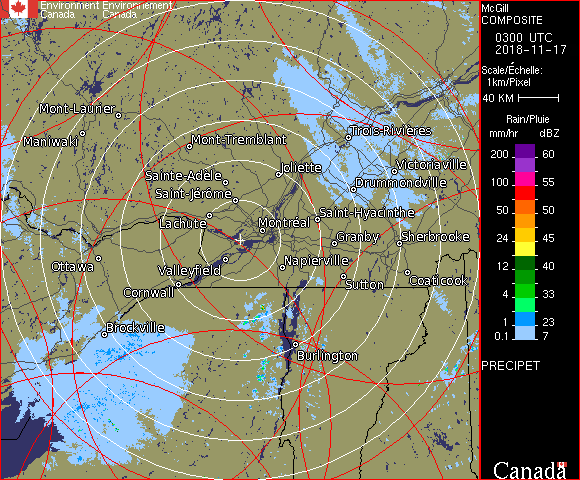 Environment Environnement
Canada Canada
McGill
COMPOSITE
0300 UTC
2018-11-17
Scale/Échelle:
1km/Pixel
40 KM
Rain/Pluie
mm/hr dBZ
200 60
100 55
50 50
24 45
12 40
4 33
1 23
0.1 7
PRECIPET
Canada
Mont-Laurier
Maniwaki
Mont-Tremblant
Trois-Rivières
Joliette
Victoriaville
Sainte-Adèle
Drummondville
Saint-Jérôme
Lachute
Saint-Hyacinthe
Montréal
Granby
Sherbrooke
Ottawa
Valleyfield
Napierville
Cornwall
Sutton
Coaticook
Brockville
Burlington